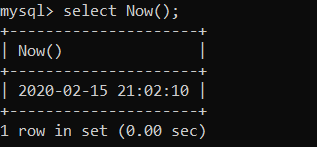 mysql> select Now();
+---------------------+
| Now()               |
+---------------------+
| 2020-02-15 21:02:10 |
+---------------------+
1 row in set (0.00 sec)